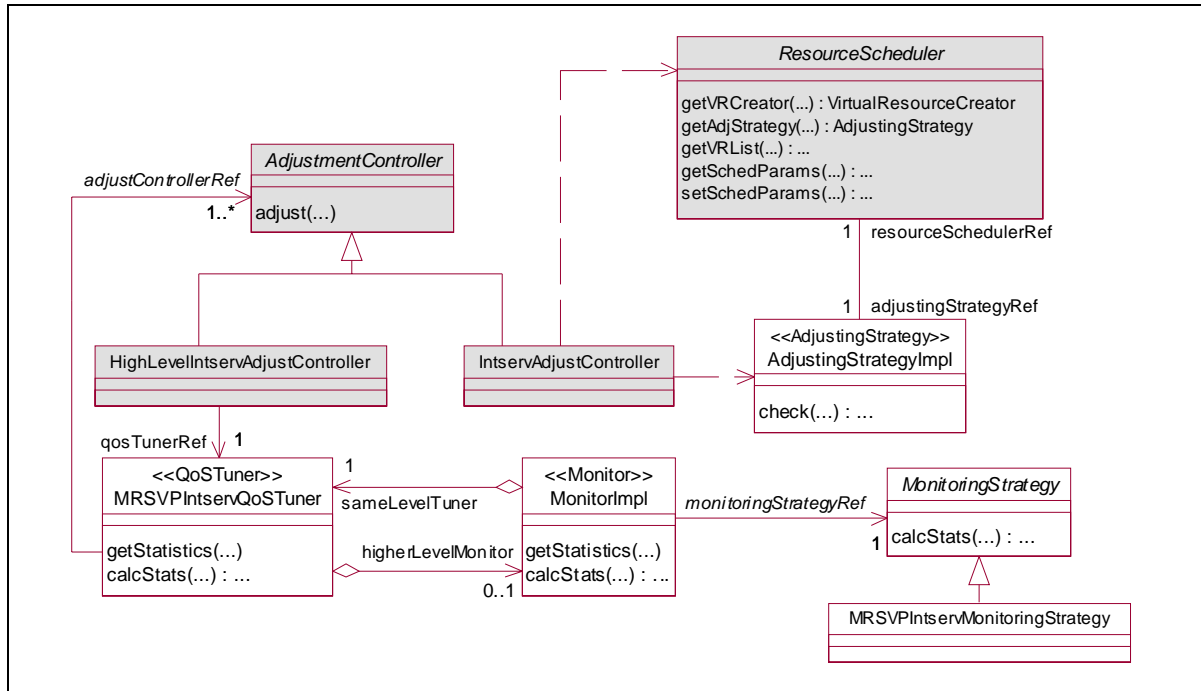 ResourceScheduler
getVRCreator(...) : VirtualResourceCreator
getAdjStrategy(...) : AdjustingStrategy
getVRList(...) : ...
getSchedParams(...) : ...
setSchedParams(...) : ...
AdjustmentController
adjust(...)
adjustControllerRef
1..*
1
resourceSchedulerRef
1
adjustingStrategyRef
<<AdjustingStrategy>>
AdjustingStrategyImpl
check(...) : ...
HighLevelIntservAdjustController
IntservAdjustController
qosTunerRef
1
<<QoSTuner>>
MRSVPIntservQoSTuner
getStatistics(...)
calcStats(...) : ...
1
sameLevelTuner
higherLevelMonitor
0..1
<<Monitor>>
MonitorImpl
getStatistics(...)
calcStats(...) : ...
monitoringStrategyRef
1
MonitoringStrategy
calcStats(...) : ...
MRSVPIntservMonitoringStrategy